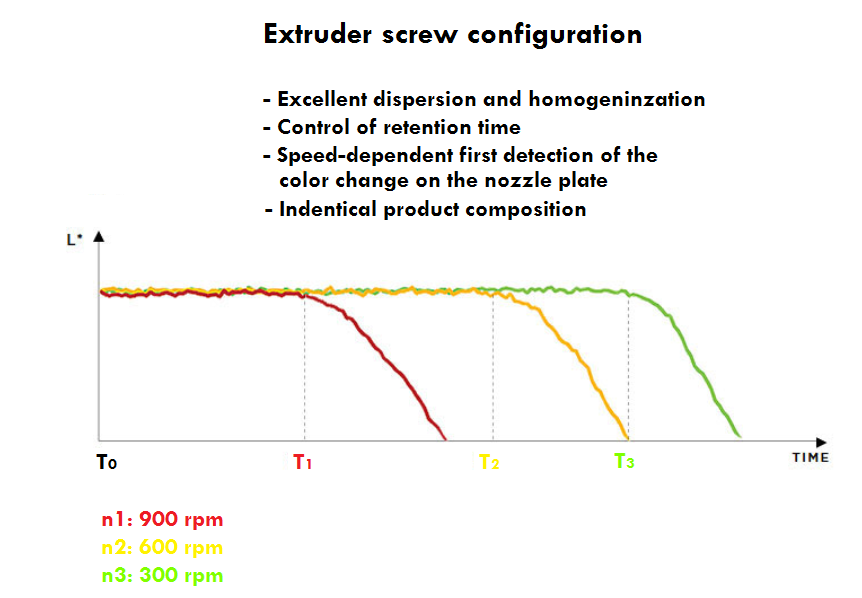 Extruder screw configuration
- Excellent dispersion and homogeninzation
- Control of retention time
- Speed-dependent first detection of the
color change on the nozzle plate
- Indentical product composition
L*
T0 T1 T2 T3 TIME
n1: 900 rpm
n2: 600 rpm
n3: 300 rpm